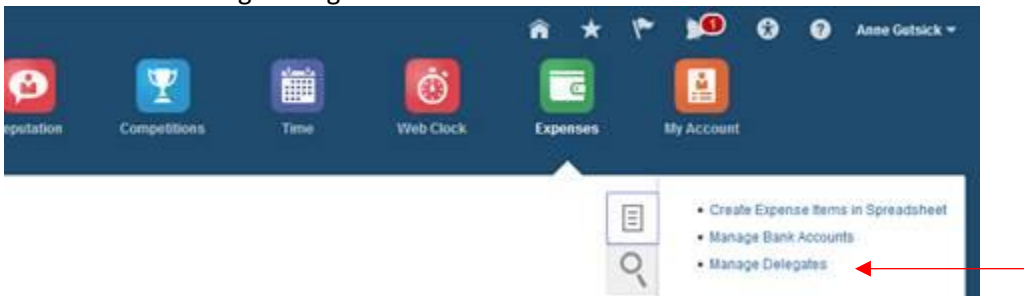 1
Anne Gutsick
eputation Competitions Time Web Clock Expenses My Account
• Create Expense Items in Spreadsheet
• Manage Bank Accounts
• Manage Delegates